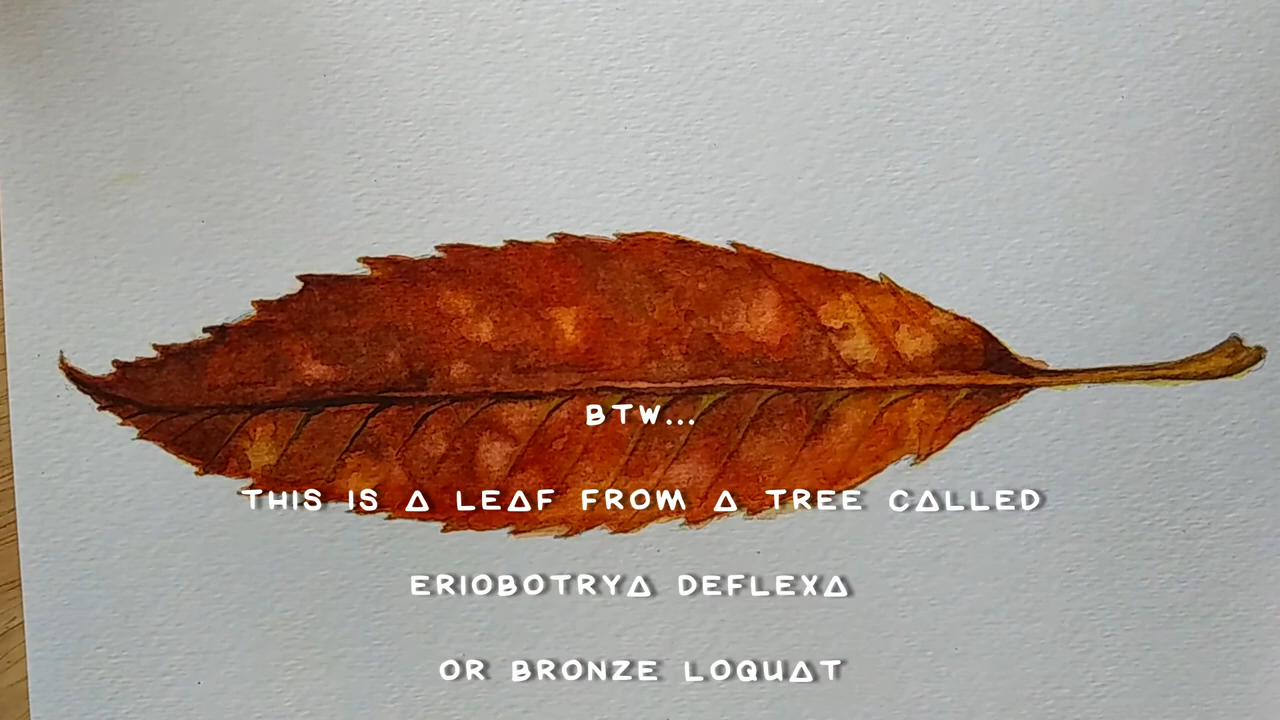 BTW...
THIS IS A LEAF FROM A TREE CALLED
ERIOBOTRYA DEFLEXA
OR BRONZE LOQUAT